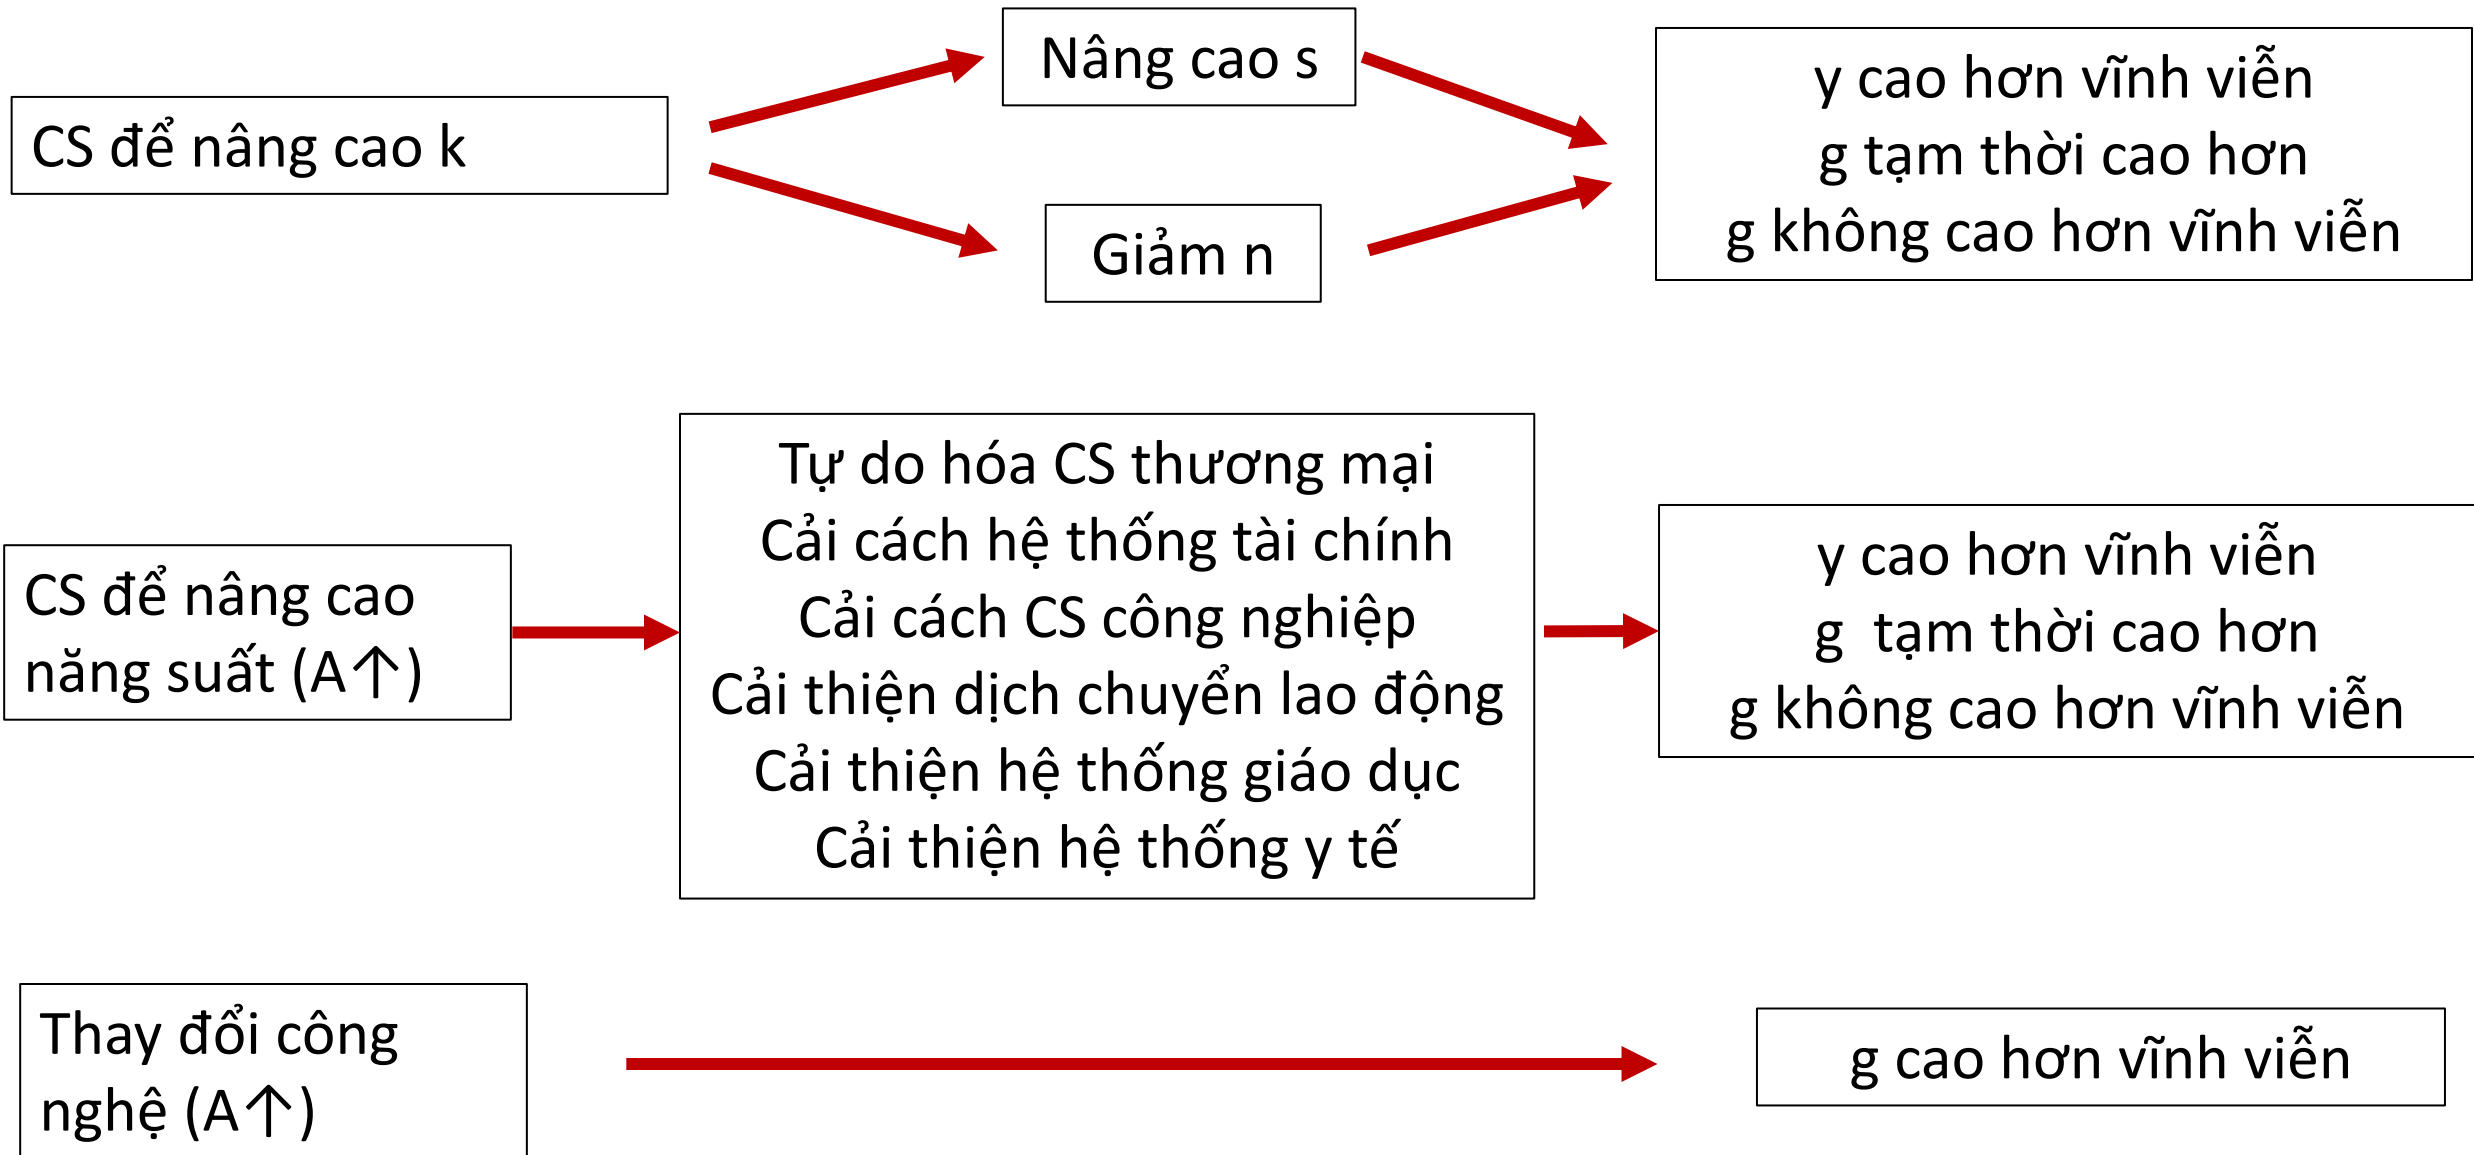 CS để nâng cao k
Nâng cao s
Giảm n
y cao hơn vĩnh viễn
g tạm thời cao hơn
g không cao hơn vĩnh viễn
CS để nâng cao
năng suất (A↑)
Tự do hóa CS thương mại
Cải cách hệ thống tài chính
Cải cách CS công nghiệp
Cải thiện dịch chuyển lao động
Cải thiện hệ thống giáo dục
Cải thiện hệ thống y tế
y cao hơn vĩnh viễn
g tạm thời cao hơn
g không cao hơn vĩnh viễn
Thay đổi công
nghệ (A↑)
g cao hơn vĩnh viễn